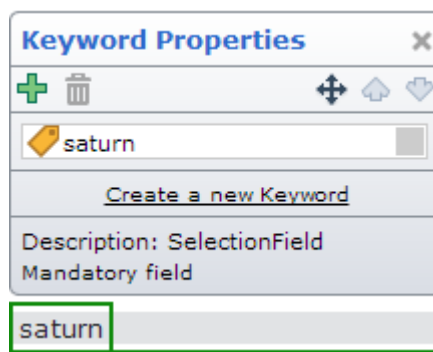 Keyword Properties
saturn
Create a new Keyword
Description: SelectionField
Mandatory field
saturn